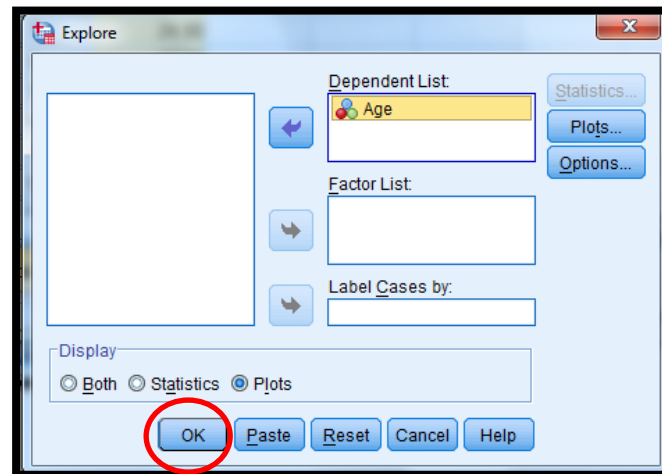 Explore
Dependent List:
Age
Statistics...
Plots...
Options...
Factor List:
Label Cases by:
Display
Both Statistics Plots
OK Paste Reset Cancel Help